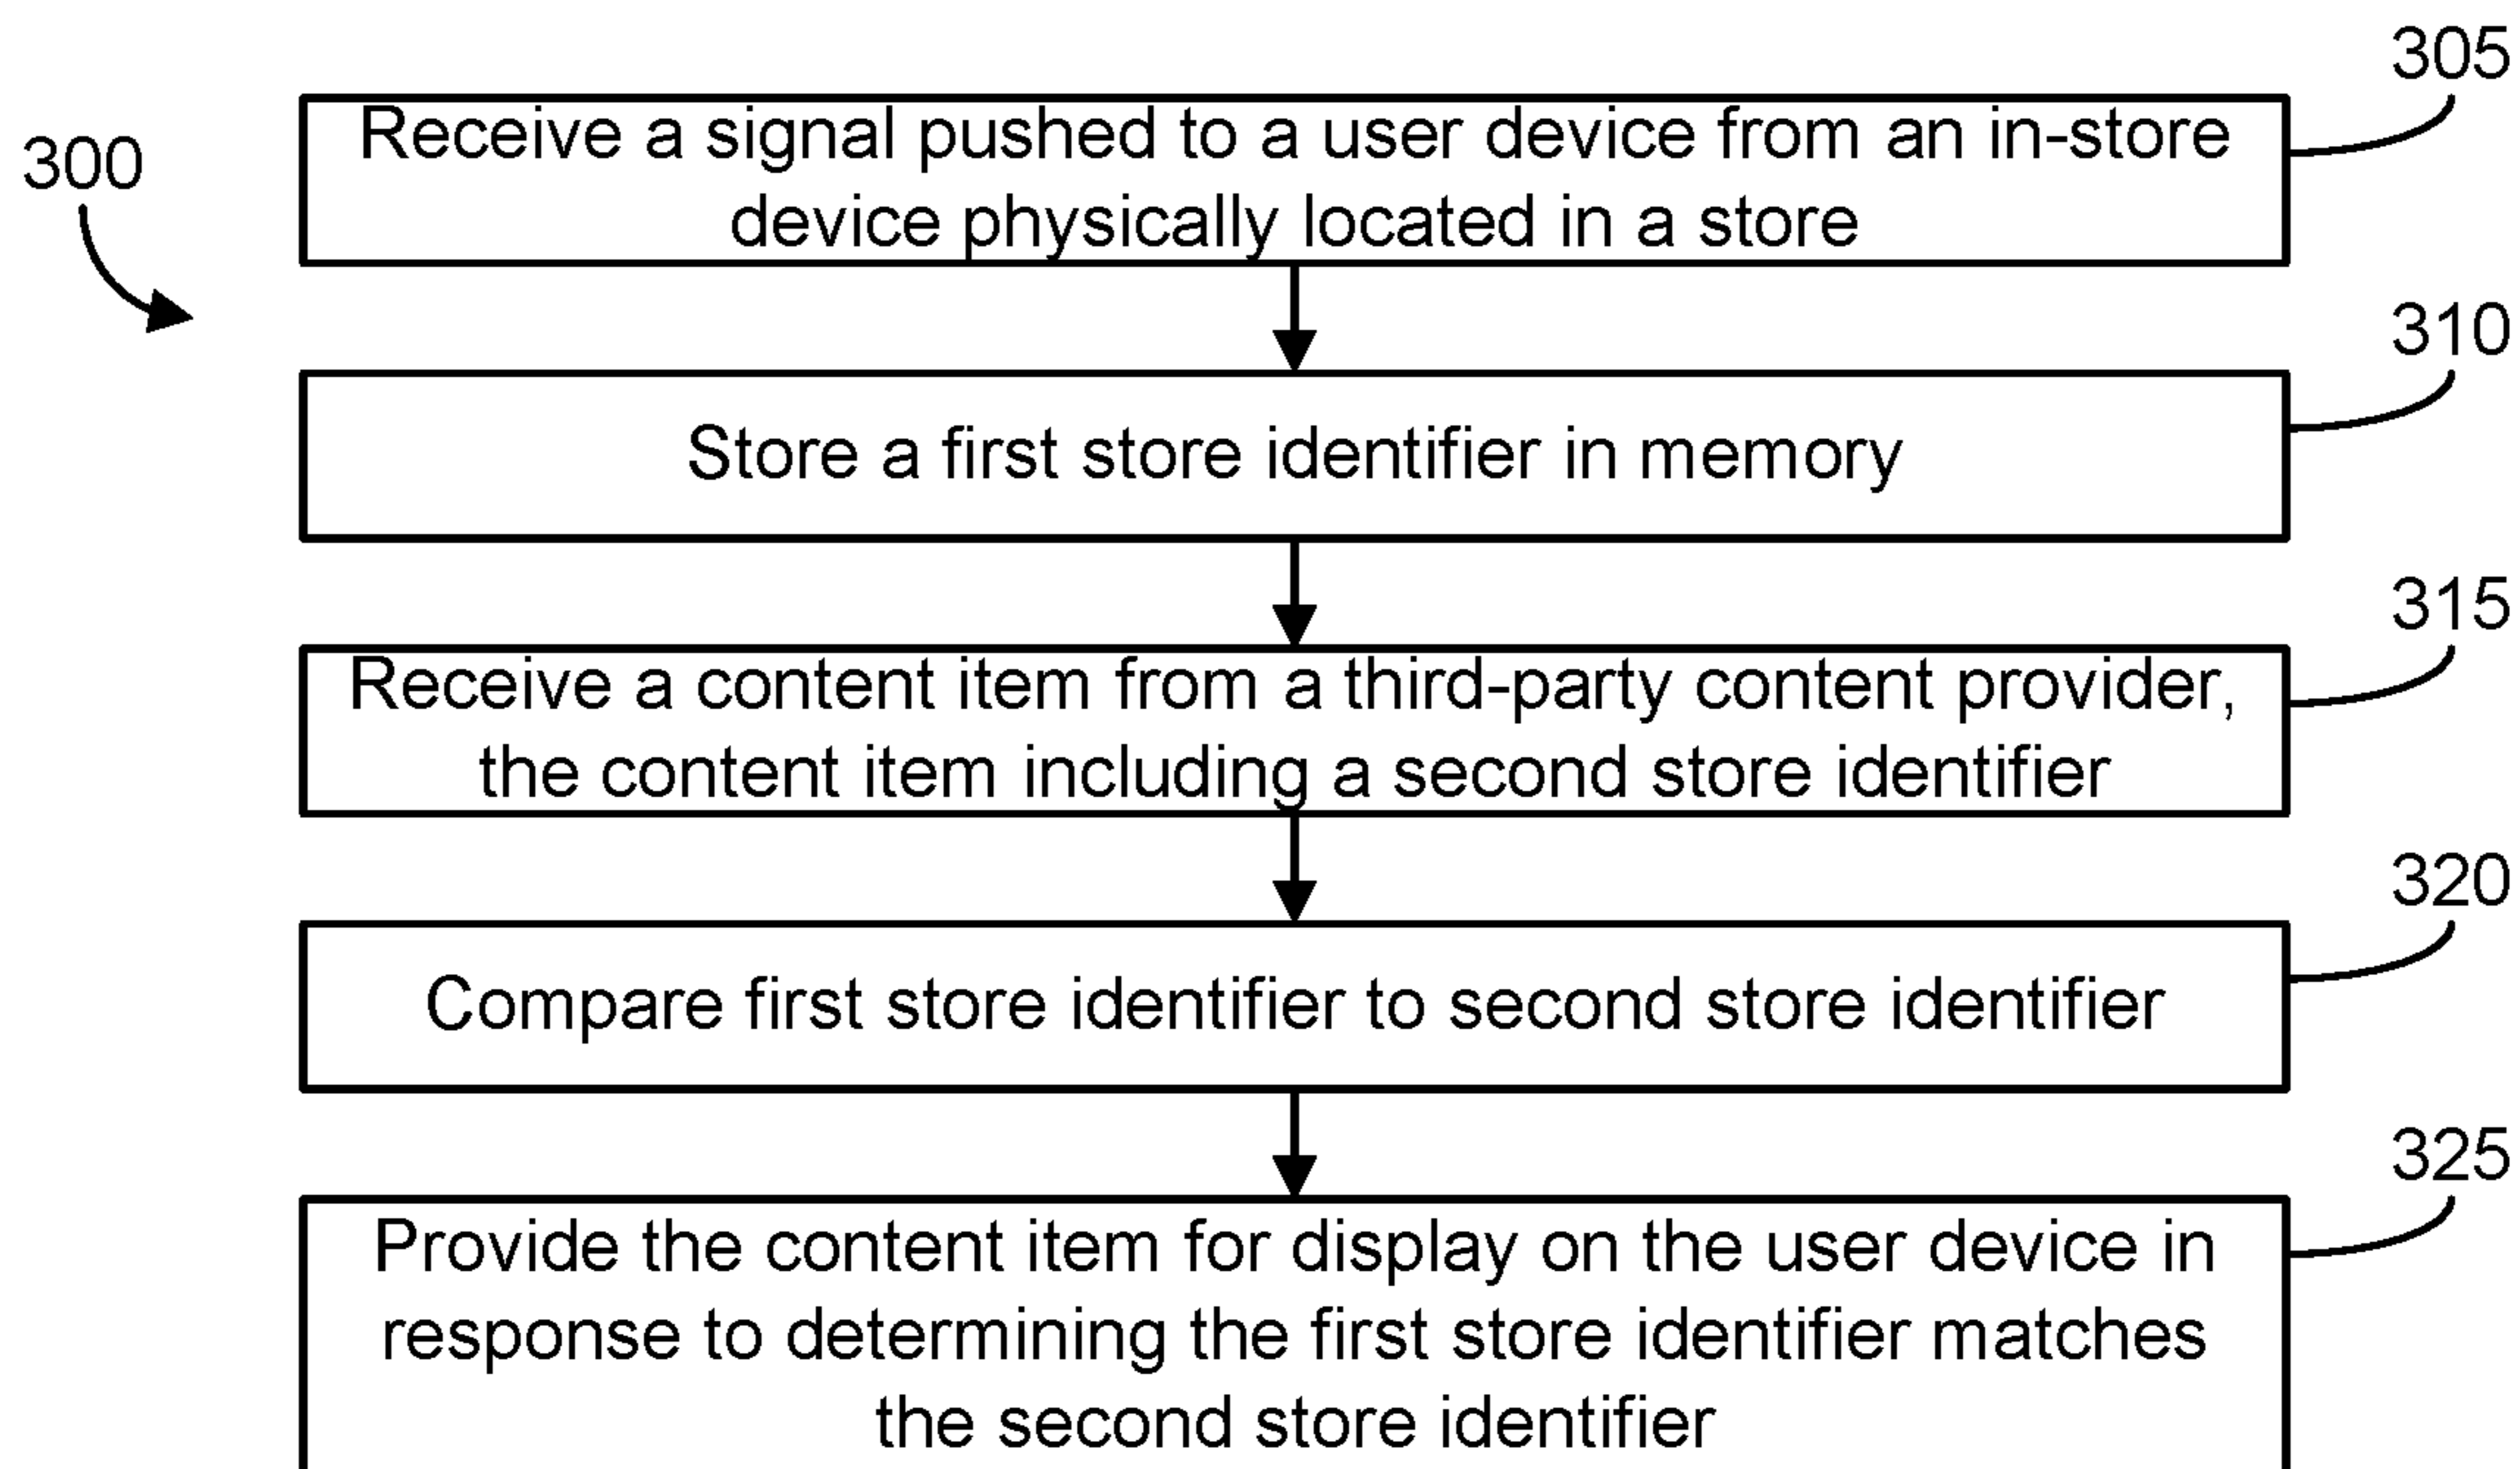 305
Receive a signal pushed to a user device from an in-store
device physically located in a store
300
310
Store a first store identifier in memory
315
Receive a content item from a third-party content provider,
the content item including a second store identifier
320
Compare first store identifier to second store identifier
325
Provide the content item for display on the user device in
response to determining the first store identifier matches
the second store identifier